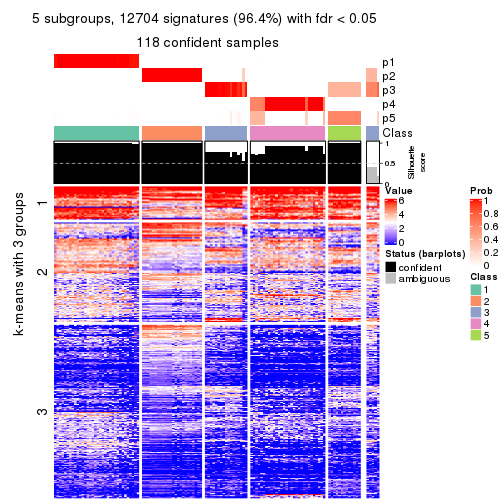 5 subgroups, 12704 signatures (96.4%) with fdr < 0.05
118 confident samples
p1
p2
p3
p4
p5
Class
1
0.5
0
Silhouette
score
k-means with 3 groups
1
2
3
Value
6
4
2
0
Status (barplots)
confident
ambiguous
Prob
1
0.8
0.6
0.4
0.2
0
Class
1
2
3
4
5